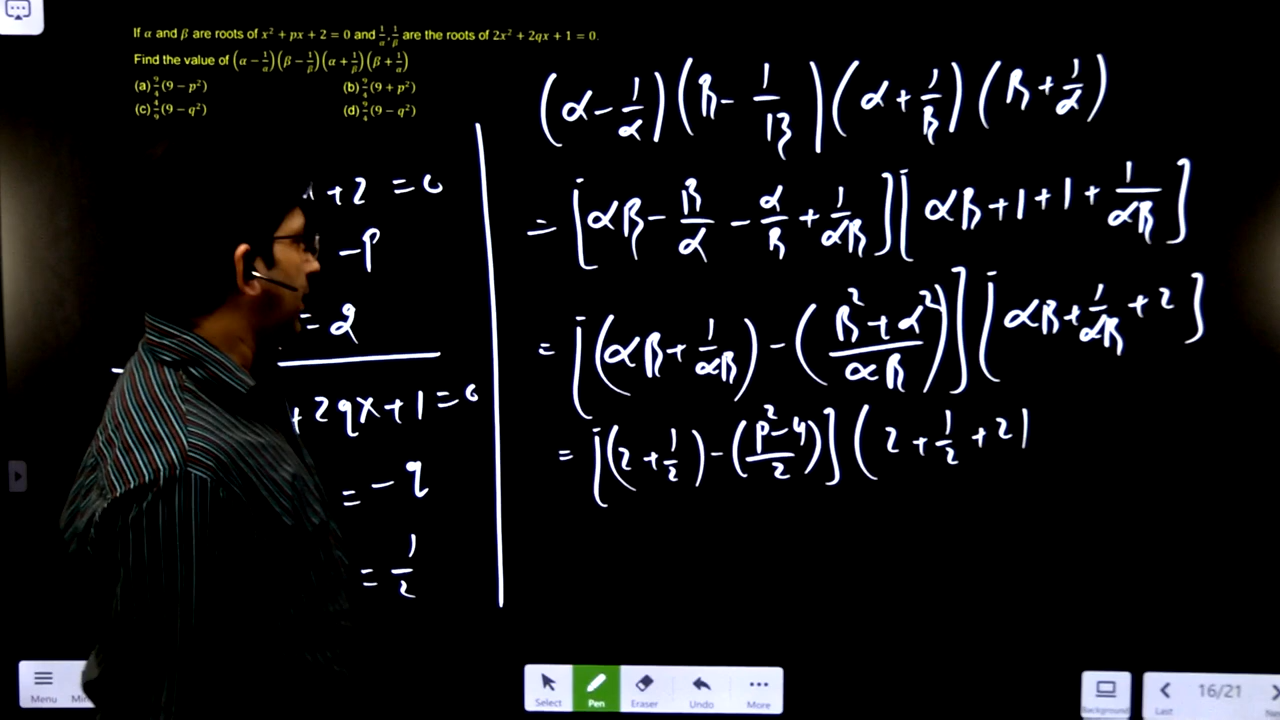 If α and β are roots of x² + px + 2 = 0 and 1/α, 1/β are the roots of 2x² + 2qx + 1 = 0.
Find the value of (α − 1/α)(β − 1/β)(α + 1/β)(β + 1/α)
(a) 9/4 (9 − p²)
(b) 9/4 (9 + p²)
(c) 4/9 (9 − q²)
(d) 9/4 (9 − q²)
+2 = 0
−p
= 2
+ 2qx + 1 = 0
= −q
= 1/2
(α − 1/α)(β − 1/β)(α + 1/β)(β + 1/α)
= [αβ − β/α − α/β + 1/αβ][αβ + 1 + 1 + 1/αβ]
= [(αβ + 1/αβ) − (β² + α²/αβ)][αβ + 1/αβ + 2]
= [(2 + 1/2) − (p² − 4/2)](2 + 1/2 + 2)
Menu
Select
Pen
Eraser
Undo
More
Background
Last
16/21